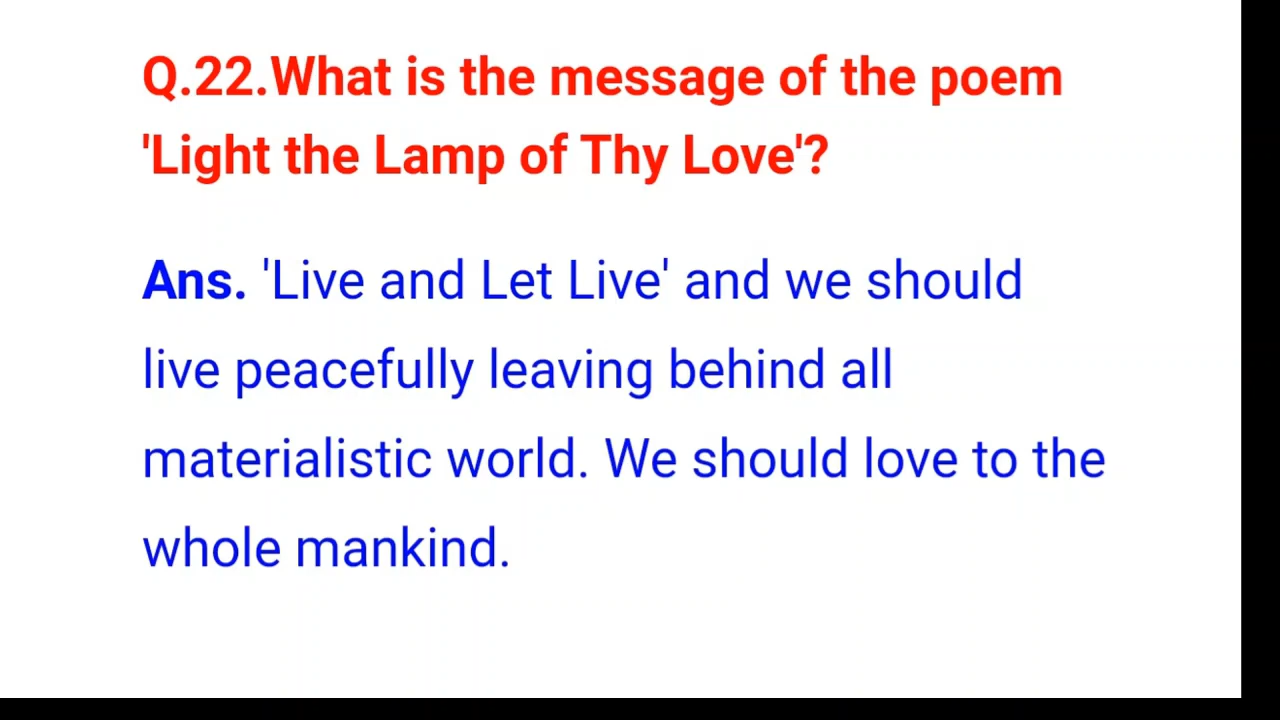 Q.22.What is the message of the poem
'Light the Lamp of Thy Love'?
Ans. 'Live and Let Live' and we should
live peacefully leaving behind all
materialistic world. We should love to the
whole mankind.